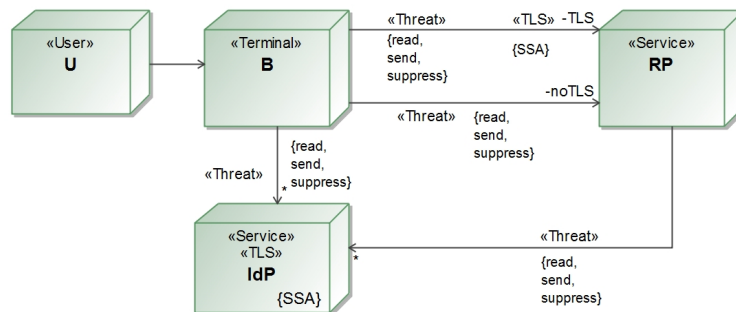 «User»
U
«Terminal»
B
«Threat»
{read,
send,
suppress}
«TLS»
-TLS
{SSA}
«Service»
RP
-noTLS
«Threat»
{read,
send,
suppress}
«Threat»
{read,
send,
suppress}
*
«Service»
«TLS»
IdP
{SSA}
«Threat»
*
{read,
send,
suppress}